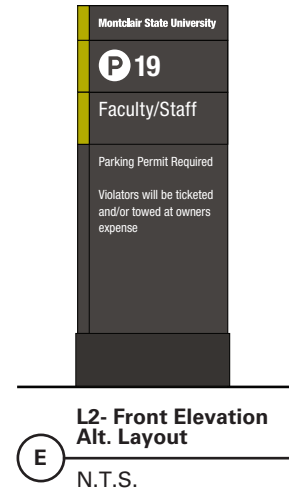 Montclair State University
P 19
Faculty/Staff
Parking Permit Required
Violators will be ticketed
and/or towed at owners
expense
L2- Front Elevation
Alt. Layout
E
N.T.S.